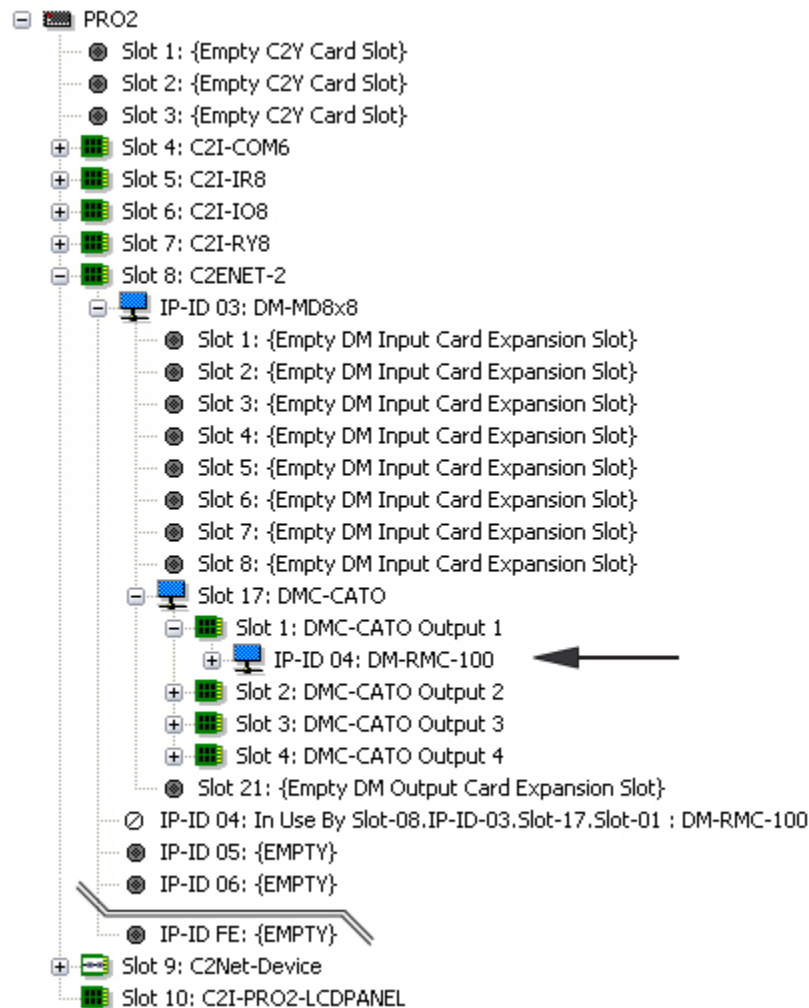 PRO2
Slot 1: {Empty C2Y Card Slot}
Slot 2: {Empty C2Y Card Slot}
Slot 3: {Empty C2Y Card Slot}
Slot 4: C2I-COM6
Slot 5: C2I-IR8
Slot 6: C2I-IO8
Slot 7: C2I-RY8
Slot 8: C2ENET-2
IP-ID 03: DM-MD8x8
Slot 1: {Empty DM Input Card Expansion Slot}
Slot 2: {Empty DM Input Card Expansion Slot}
Slot 3: {Empty DM Input Card Expansion Slot}
Slot 4: {Empty DM Input Card Expansion Slot}
Slot 5: {Empty DM Input Card Expansion Slot}
Slot 6: {Empty DM Input Card Expansion Slot}
Slot 7: {Empty DM Input Card Expansion Slot}
Slot 8: {Empty DM Input Card Expansion Slot}
Slot 17: DMC-CATO
Slot 1: DMC-CATO Output 1
IP-ID 04: DM-RMC-100
Slot 2: DMC-CATO Output 2
Slot 3: DMC-CATO Output 3
Slot 4: DMC-CATO Output 4
Slot 21: {Empty DM Output Card Expansion Slot}
IP-ID 04: In Use By Slot-08.IP-ID-03.Slot-17.Slot-01 : DM-RMC-100
IP-ID 05: {EMPTY}
IP-ID 06: {EMPTY}
IP-ID FE: {EMPTY}
Slot 9: C2Net-Device
Slot 10: C2I-PRO2-LCDPANEL